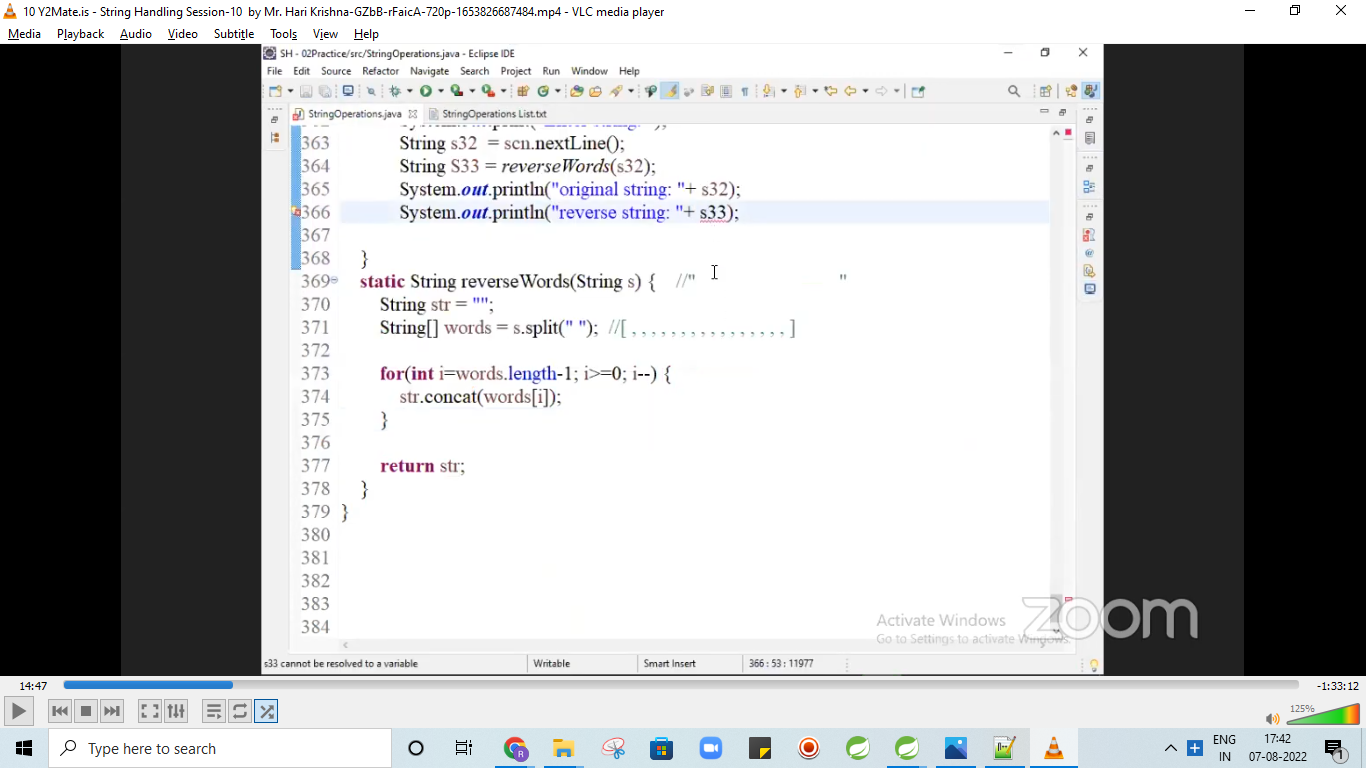 10 Y2Mate.is - String Handling Session-10  by Mr. Hari Krishna-GZbB-rFaicA-720p-1653826687484.mp4 - VLC media player
Media Playback Audio Video Subtitle Tools View Help
SH - 02Practice/src/StringOperations.java - Eclipse IDE
File Edit Source Refactor Navigate Search Project Run Window Help
StringOperations.java StringOperations List.txt
363 String s32 = scn.nextLine();
364 String S33 = reverseWords(s32);
365 System.out.println("original string: "+ s32);
366 System.out.println("reverse string: "+ s33);
367
368 }
369 static String reverseWords(String s) { //" "
370 String str = "";
371 String[] words = s.split(" "); //[ , , , , , , , , , , , , , , , , ]
372
373 for(int i=words.length-1; i>=0; i--) {
374 str.concat(words[i]);
375 }
376
377 return str;
378 }
379 }
380
381
382
383
384
Activate Windows
Go to Settings to activate Windows.
zoom
s33 cannot be resolved to a variable Writable Smart Insert 366 : 53 : 11977
14:47 -1:33:12
125%
Type here to search
ENG
IN
17:42
07-08-2022
1